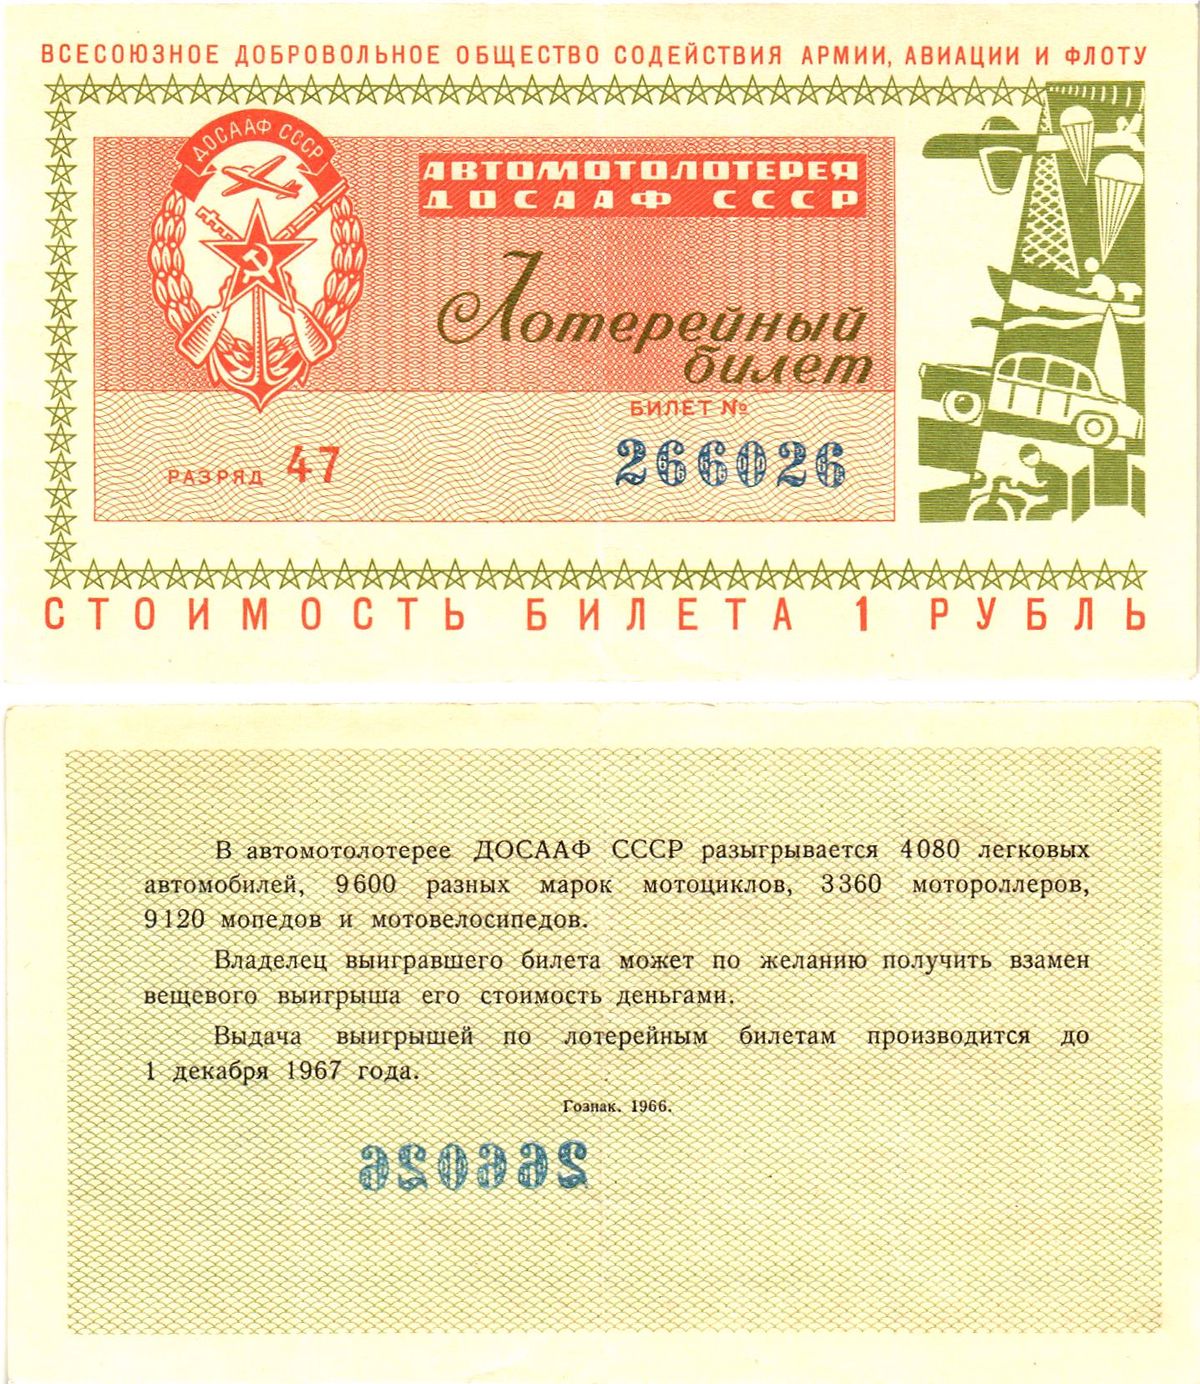 ВСЕСОЮЗНОЕ ДОБРОВОЛЬНОЕ ОБЩЕСТВО СОДЕЙСТВИЯ АРМИИ, АВИАЦИИ И ФЛОТУ
ДОСААФ СССР
АВТОМОТОЛОТЕРЕЯ
ДОСААФ СССР
Лотерейный
билет
БИЛЕТ №
РАЗРЯД 47
266026
СТОИМОСТЬ БИЛЕТА 1 РУБЛЬ
В автомотолотерее ДОСААФ СССР разыгрывается 4080 легковых
автомобилей, 9600 разных марок мотоциклов, 3360 мотороллеров,
9120 мопедов и мотовелосипедов.
Владелец выигравшего билета может по желанию получить взамен
вещевого выигрыша его стоимость деньгами.
Выдача выигрышей по лотерейным билетам производится до
1 декабря 1967 года.
Гознак. 1966.
266026